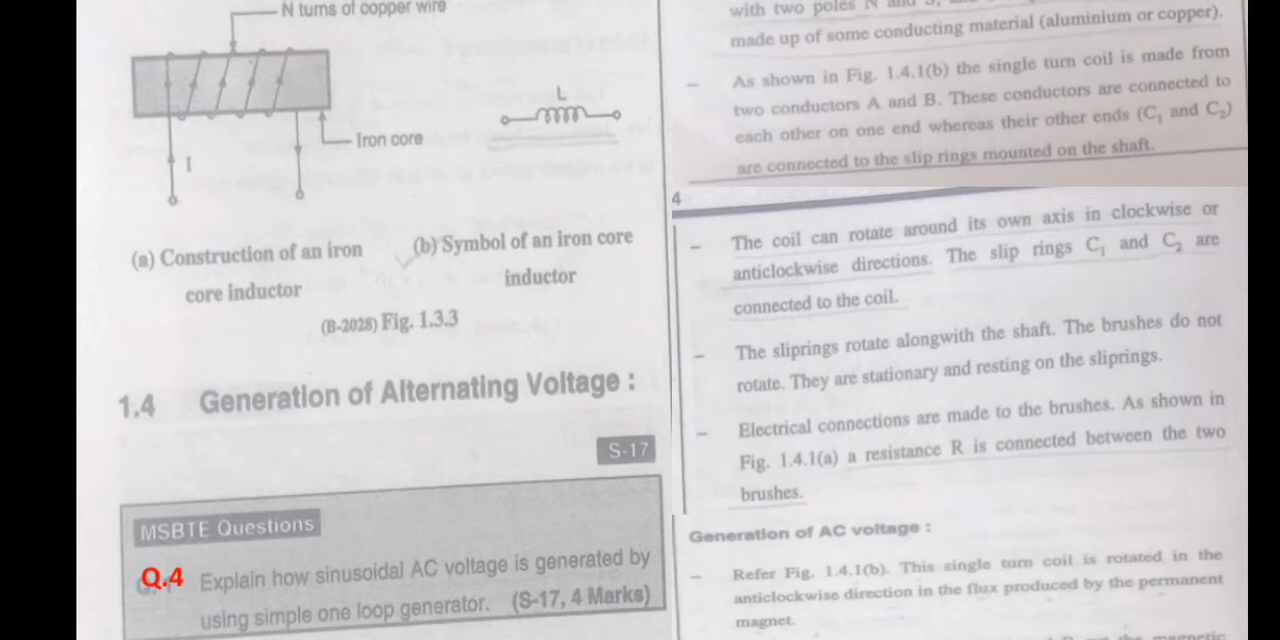 N turns of copper wire
L
Iron core
I
(a) Construction of an iron
core inductor
(b) Symbol of an iron core
inductor
(B-2028) Fig. 1.3.3
1.4 Generation of Alternating Voltage :
S-17
MSBTE Questions
Q.4 Explain how sinusoidal AC voltage is generated by
using simple one loop generator. (S-17, 4 Marks)
with two poles N and S,
made up of some conducting material (aluminium or copper).
– As shown in Fig. 1.4.1(b) the single turn coil is made from
two conductors A and B. These conductors are connected to
each other on one end whereas their other ends (C₁ and C₂)
are connected to the slip rings mounted on the shaft.
4
– The coil can rotate around its own axis in clockwise or
anticlockwise directions. The slip rings C₁ and C₂ are
connected to the coil.
– The sliprings rotate alongwith the shaft. The brushes do not
rotate. They are stationary and resting on the sliprings.
– Electrical connections are made to the brushes. As shown in
Fig. 1.4.1(a) a resistance R is connected between the two
brushes.
Generation of AC voltage :
– Refer Fig. 1.4.1(b). This single turn coil is rotated in the
anticlockwise direction in the flux produced by the permanent
magnet.
the magnetic